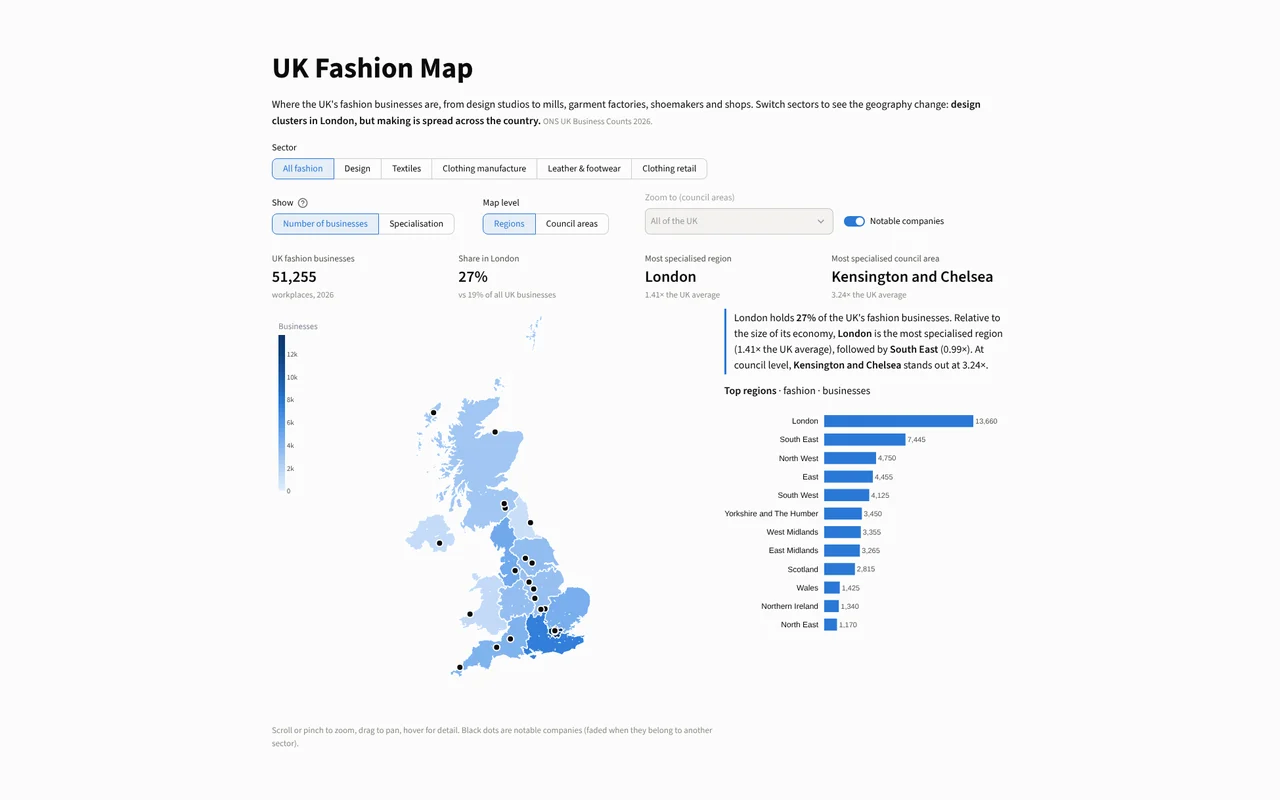 UK Fashion Map
Where the UK's fashion businesses are, from design studios to mills, garment factories, shoemakers and shops. Switch sectors to see the geography change: design
clusters in London, but making is spread across the country. ONS UK Business Counts 2026.
Sector
All fashion Design Textiles Clothing manufacture Leather & footwear Clothing retail
Show ? Map level Zoom to (council areas)
Number of businesses Specialisation Regions Council areas All of the UK Notable companies
UK fashion businesses Share in London Most specialised region Most specialised council area
51,255 27% London Kensington and Chelsea
workplaces, 2026 vs 19% of all UK businesses 1.41× the UK average 3.24× the UK average
Businesses
12k
10k
8k
6k
4k
2k
0
London holds 27% of the UK's fashion businesses. Relative to
the size of its economy, London is the most specialised region
(1.41× the UK average), followed by South East (0.99×). At
council level, Kensington and Chelsea stands out at 3.24×.
Top regions · fashion · businesses
London 13,660
South East 7,445
North West 4,750
East 4,455
South West 4,125
Yorkshire and The Humber 3,450
West Midlands 3,355
East Midlands 3,265
Scotland 2,815
Wales 1,425
Northern Ireland 1,340
North East 1,170
Scroll or pinch to zoom, drag to pan, hover for detail. Black dots are notable companies (faded when they belong to another
sector).